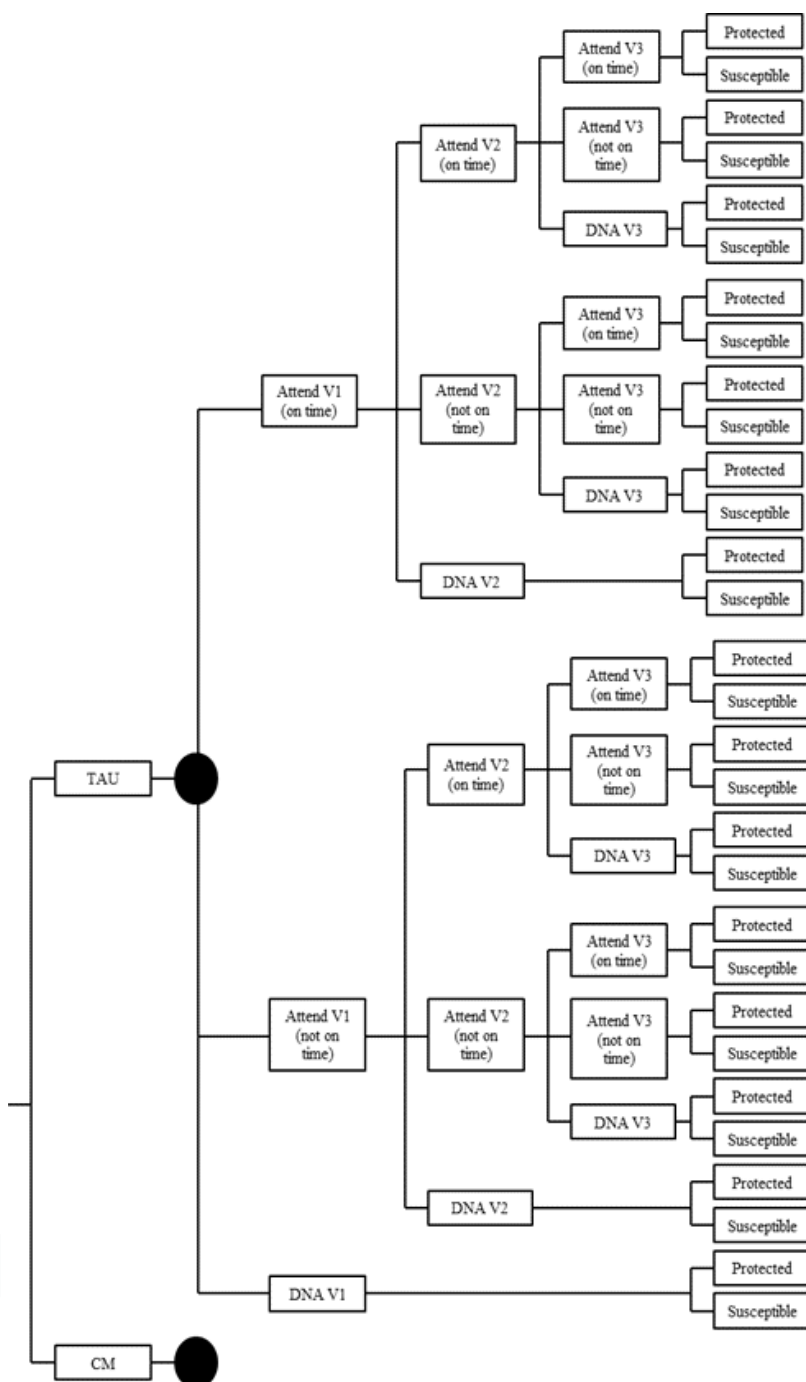 Protected
Attend V3
(on time)
Susceptible
Protected
Attend V2
(on time)
Attend V3
(not on
time)
Susceptible
Protected
DNA V3
Susceptible
Protected
Attend V3
(on time)
Susceptible
Attend V1
(on time)
Attend V2
(not on
time)
Attend V3
(not on
time)
Protected
Susceptible
Protected
DNA V3
Susceptible
Protected
DNA V2
Susceptible
Protected
Attend V3
(on time)
Susceptible
Protected
TAU
Attend V2
(on time)
Attend V3
(not on
time)
Susceptible
Protected
DNA V3
Susceptible
Protected
Attend V3
(on time)
Susceptible
Attend V1
(not on
time)
Attend V2
(not on
time)
Attend V3
(not on
time)
Protected
Susceptible
Protected
DNA V3
Susceptible
Protected
DNA V2
Susceptible
Protected
DNA V1
Susceptible
CM